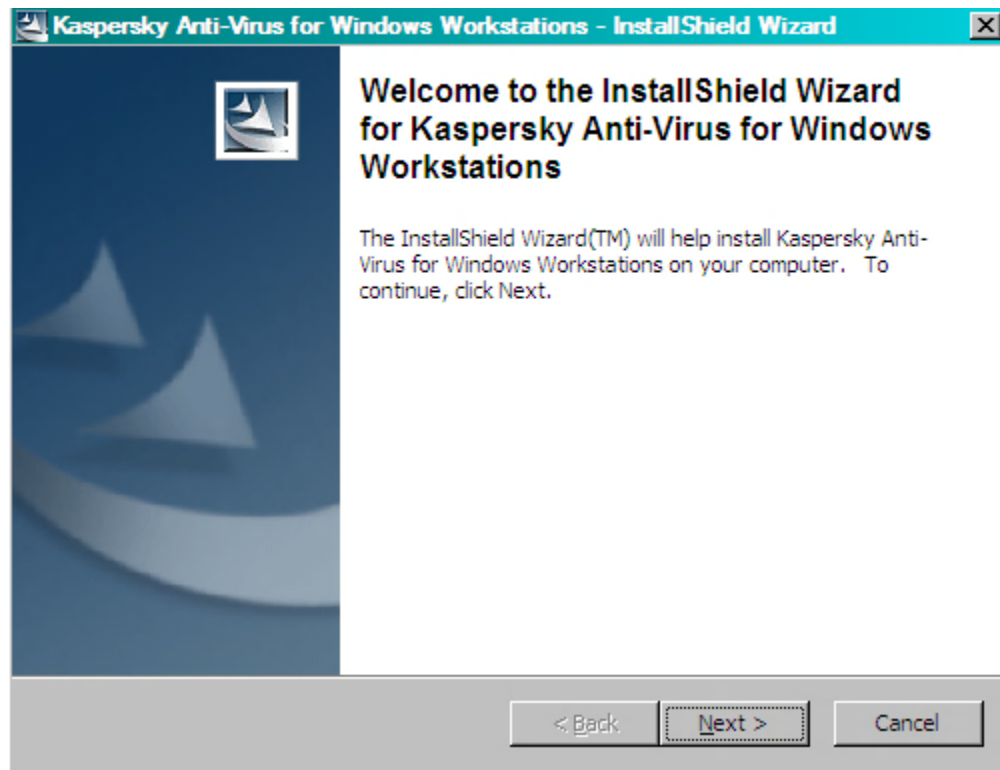 Kaspersky Anti-Virus for Windows Workstations - InstallShield Wizard
Welcome to the InstallShield Wizard
for Kaspersky Anti-Virus for Windows
Workstations
The InstallShield Wizard(TM) will help install Kaspersky Anti-
Virus for Windows Workstations on your computer. To
continue, click Next.
< Back
Next >
Cancel